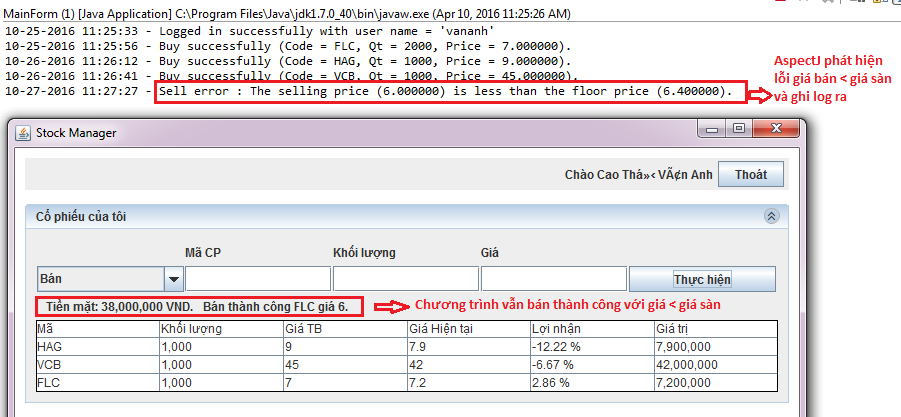 MainForm (1) [Java Application] C:\Program Files\Java\jdk1.7.0_40\bin\javaw.exe (Apr 10, 2016 11:25:26 AM)
10-25-2016 11:25:33 - Logged in successfully with user name = 'vananh'
10-25-2016 11:25:56 - Buy successfully (Code = FLC, Qt = 2000, Price = 7.000000).
10-26-2016 11:26:12 - Buy successfully (Code = HAG, Qt = 1000, Price = 9.000000).
10-26-2016 11:26:41 - Buy successfully (Code = VCB, Qt = 1000, Price = 45.000000).
10-27-2016 11:27:27 - Sell error : The selling price (6.000000) is less than the floor price (6.400000).
AspectJ phát hiện
lỗi giá bán < giá sàn
và ghi log ra
Stock Manager
Chào Cao Thá»‹ VÃ¢n Anh Thoát
Cổ phiếu của tôi
Mã CP Khối lượng Giá
Bán Thực hiện
Tiền mặt: 38,000,000 VND. Bán thành công FLC giá 6.
Chương trình vẫn bán thành công với giá < giá sàn
Mã Khối lượng Giá TB Giá Hiện tại Lợi nhận Giá trị
HAG 1,000 9 7.9 -12.22 % 7,900,000
VCB 1,000 45 42 -6.67 % 42,000,000
FLC 1,000 7 7.2 2.86 % 7,200,000